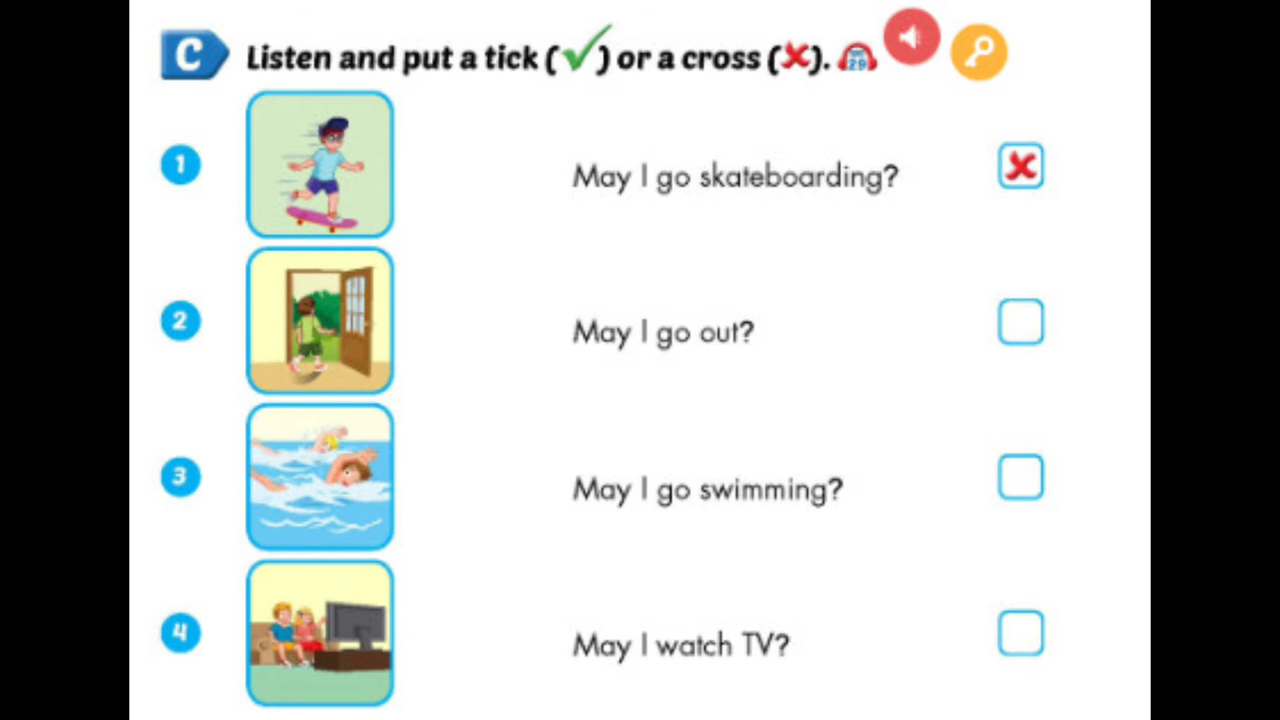 C Listen and put a tick (✓) or a cross (✗). 29
1 May I go skateboarding? ✗
2 May I go out?
3 May I go swimming?
4 May I watch TV?